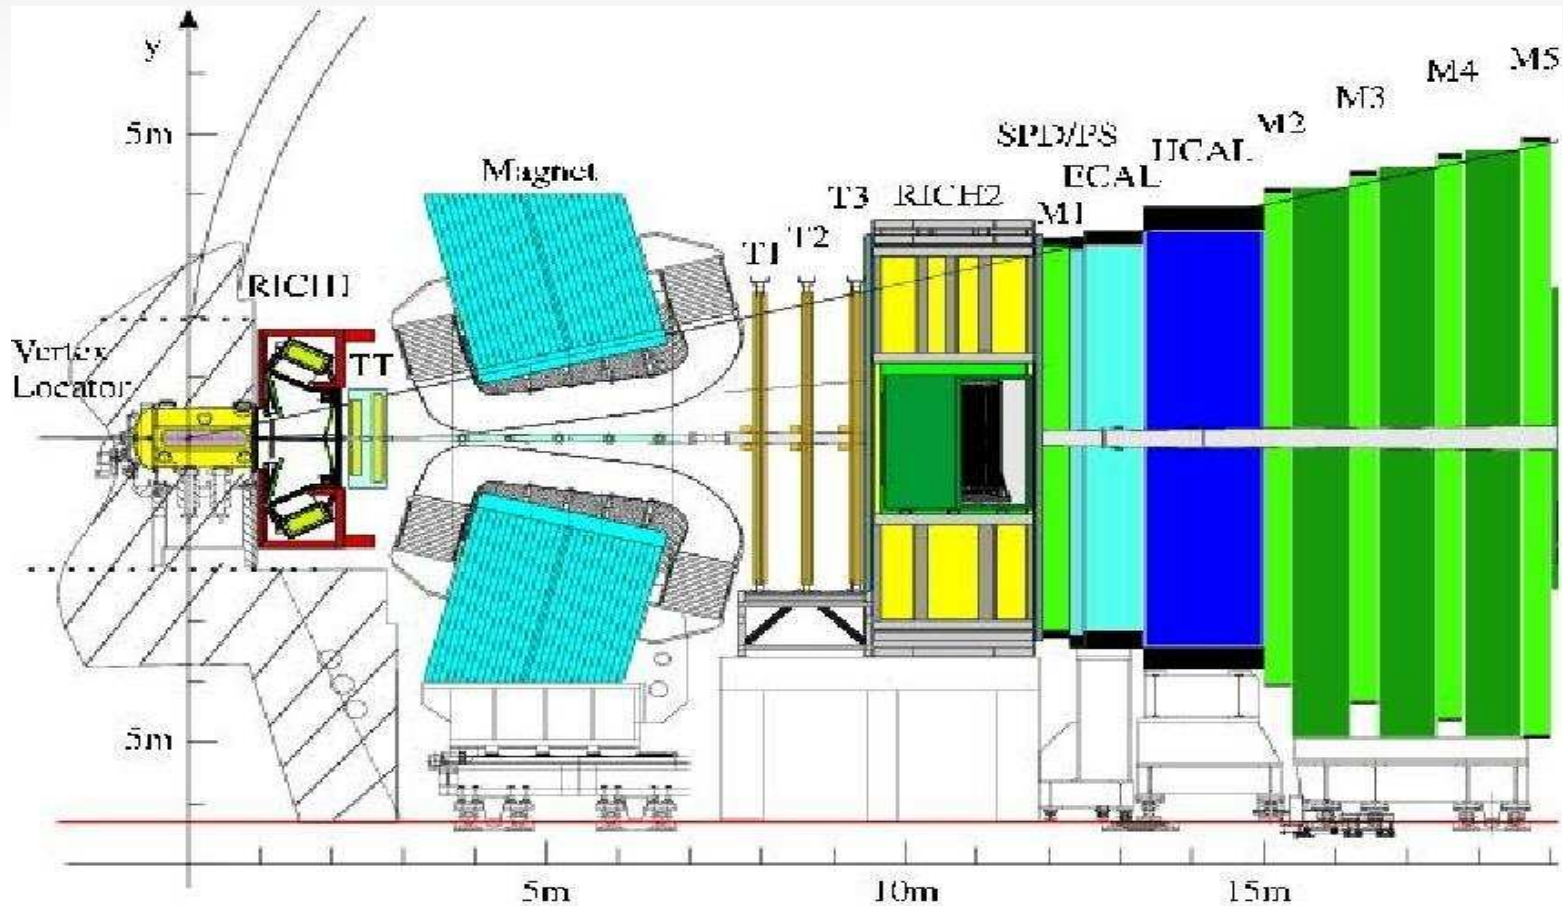 y
5m
Magnet
RICH1
Vertex
Locator
TT
T1
T2
T3
RICH2
M1
SPD/PS
ECAL
HCAL
M2
M3
M4
M5
5m
5m
10m
15m